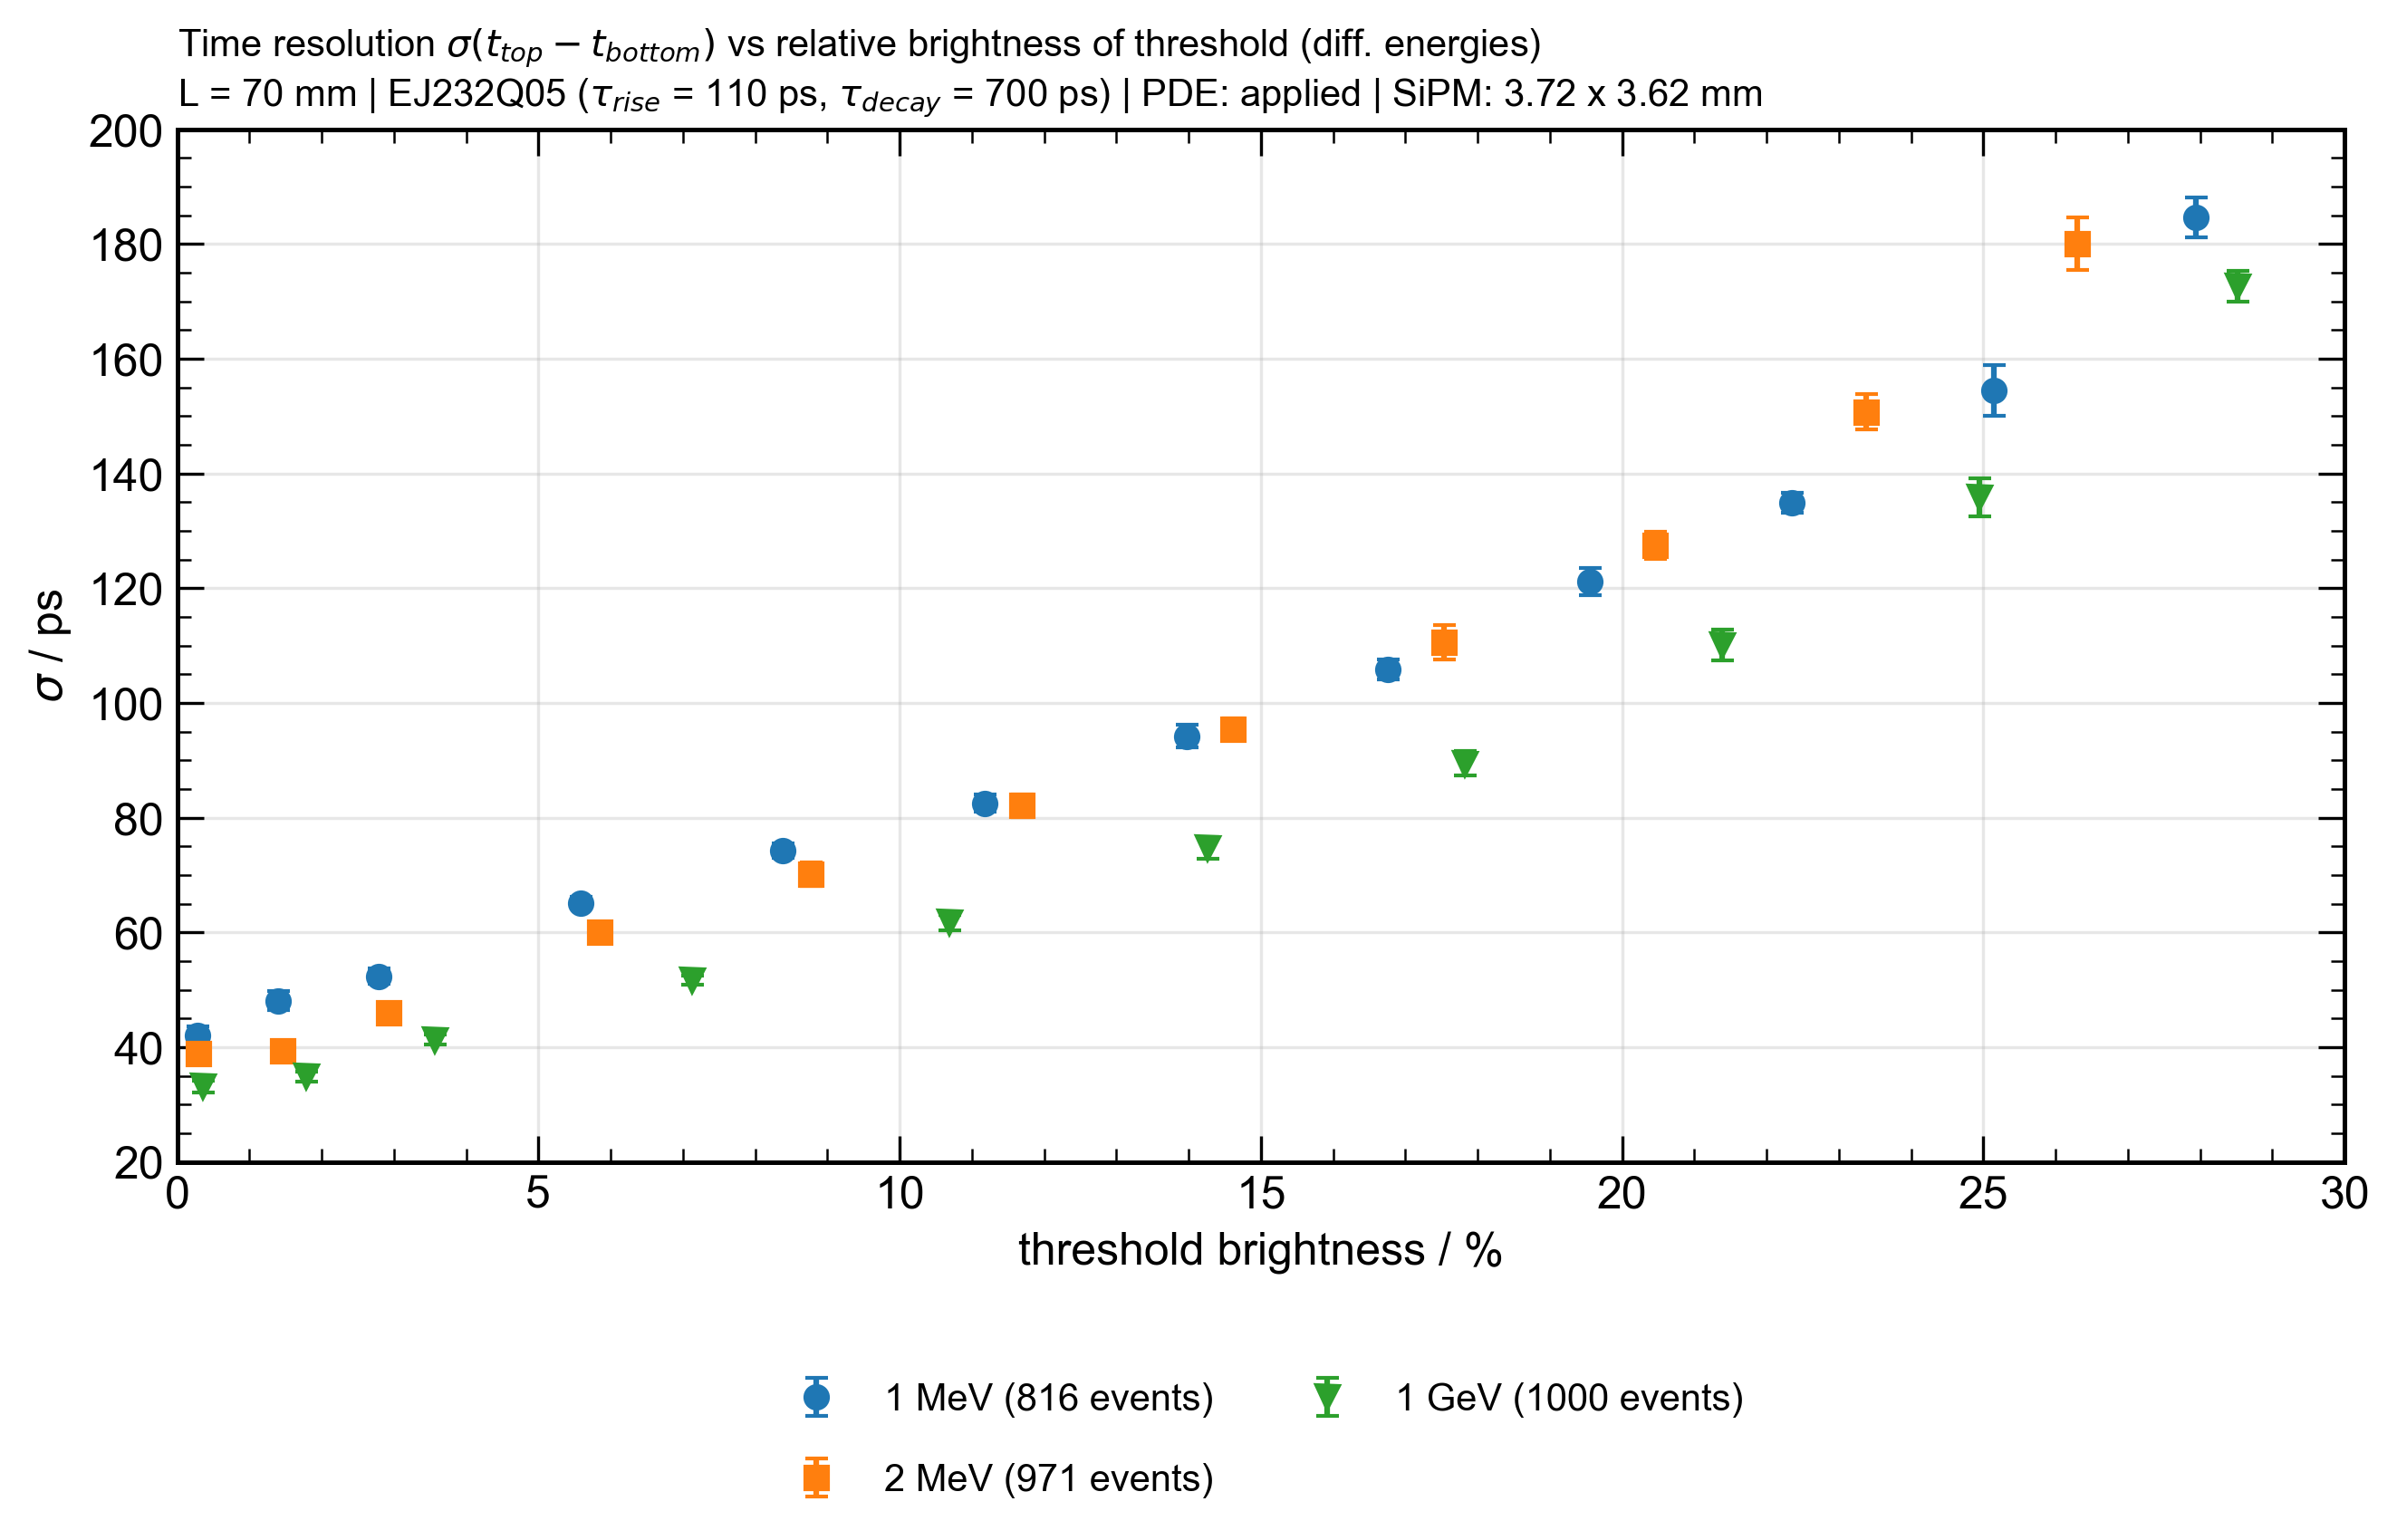 Time resolution σ(t_top − t_bottom) vs relative brightness of threshold (diff. energies)
L = 70 mm | EJ232Q05 (τ_rise = 110 ps, τ_decay = 700 ps) | PDE: applied | SiPM: 3.72 x 3.62 mm
200
180
160
140
120
100
80
60
40
20
σ / ps
0 5 10 15 20 25 30
threshold brightness / %
1 MeV (816 events)
1 GeV (1000 events)
2 MeV (971 events)